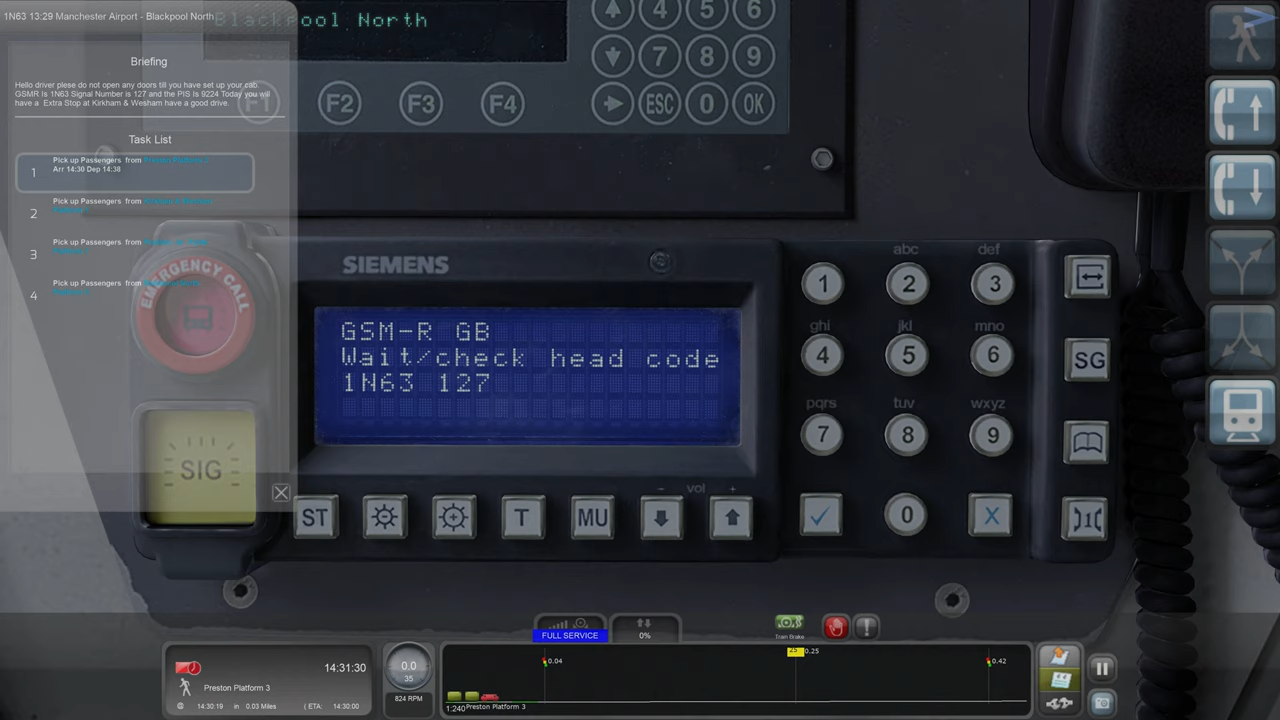 1N63 13:29 Manchester Airport - Blackpool North
Blackpool North
Briefing
Hello driver plese do not open any doors till you have set up your cab.
GSMR Is 1N63 Signal Number is 127 and the PIS is 9224 Today you will
have a Extra Stop at Kirkham & Wesham have a good drive.
Task List
1
Pick up Passengers from Preston Platform 3
Arr 14:30 Dep 14:38
2
Pick up Passengers from
3
Pick up Passengers from
4
Pick up Passengers from
F1
F2
F3
F4
4
5
6
7
8
9
ESC
0
OK
EMERGENCY CALL
SIG
SIEMENS
GSM-R GB
Wait/check head code
1N63 127
ST
T
MU
- vol +
1
abc
2
def
3
ghi
4
jkl
5
mno
6
pqrs
7
tuv
8
wxyz
9
0
X
SG
FULL SERVICE
0%
Train Brake
14:31:30
Preston Platform 3
14:30:19 in 0.03 Miles ( ETA: 14:30:00
0.0
35
824 RPM
0.04
25
0.25
0.42
1:240
Preston Platform 3